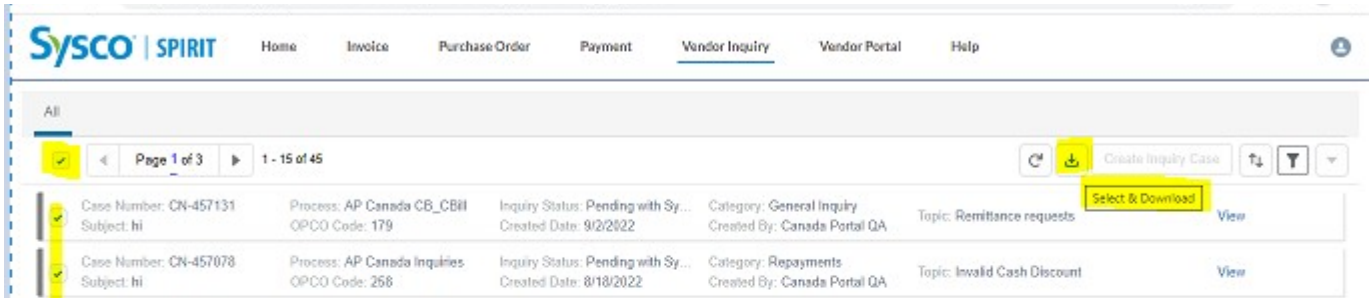 Sysco | SPIRIT Home Invoice Purchase Order Payment Vendor Inquiry Vendor Portal Help
All
Page 1 of 3 1 - 15 of 45 Create Inquiry Case
Select & Download
Case Number: CN-457131 Process: AP Canada CB_CBill Inquiry Status: Pending with Sy... Category: General Inquiry Topic: Remittance requests View
Subject: hi OPCO Code: 179 Created Date: 9/2/2022 Created By: Canada Portal QA
Case Number: CN-457078 Process: AP Canada Inquiries Inquiry Status: Pending with Sy... Category: Repayments Topic: Invalid Cash Discount View
Subject: hi OPCO Code: 258 Created Date: 8/18/2022 Created By: Canada Portal QA